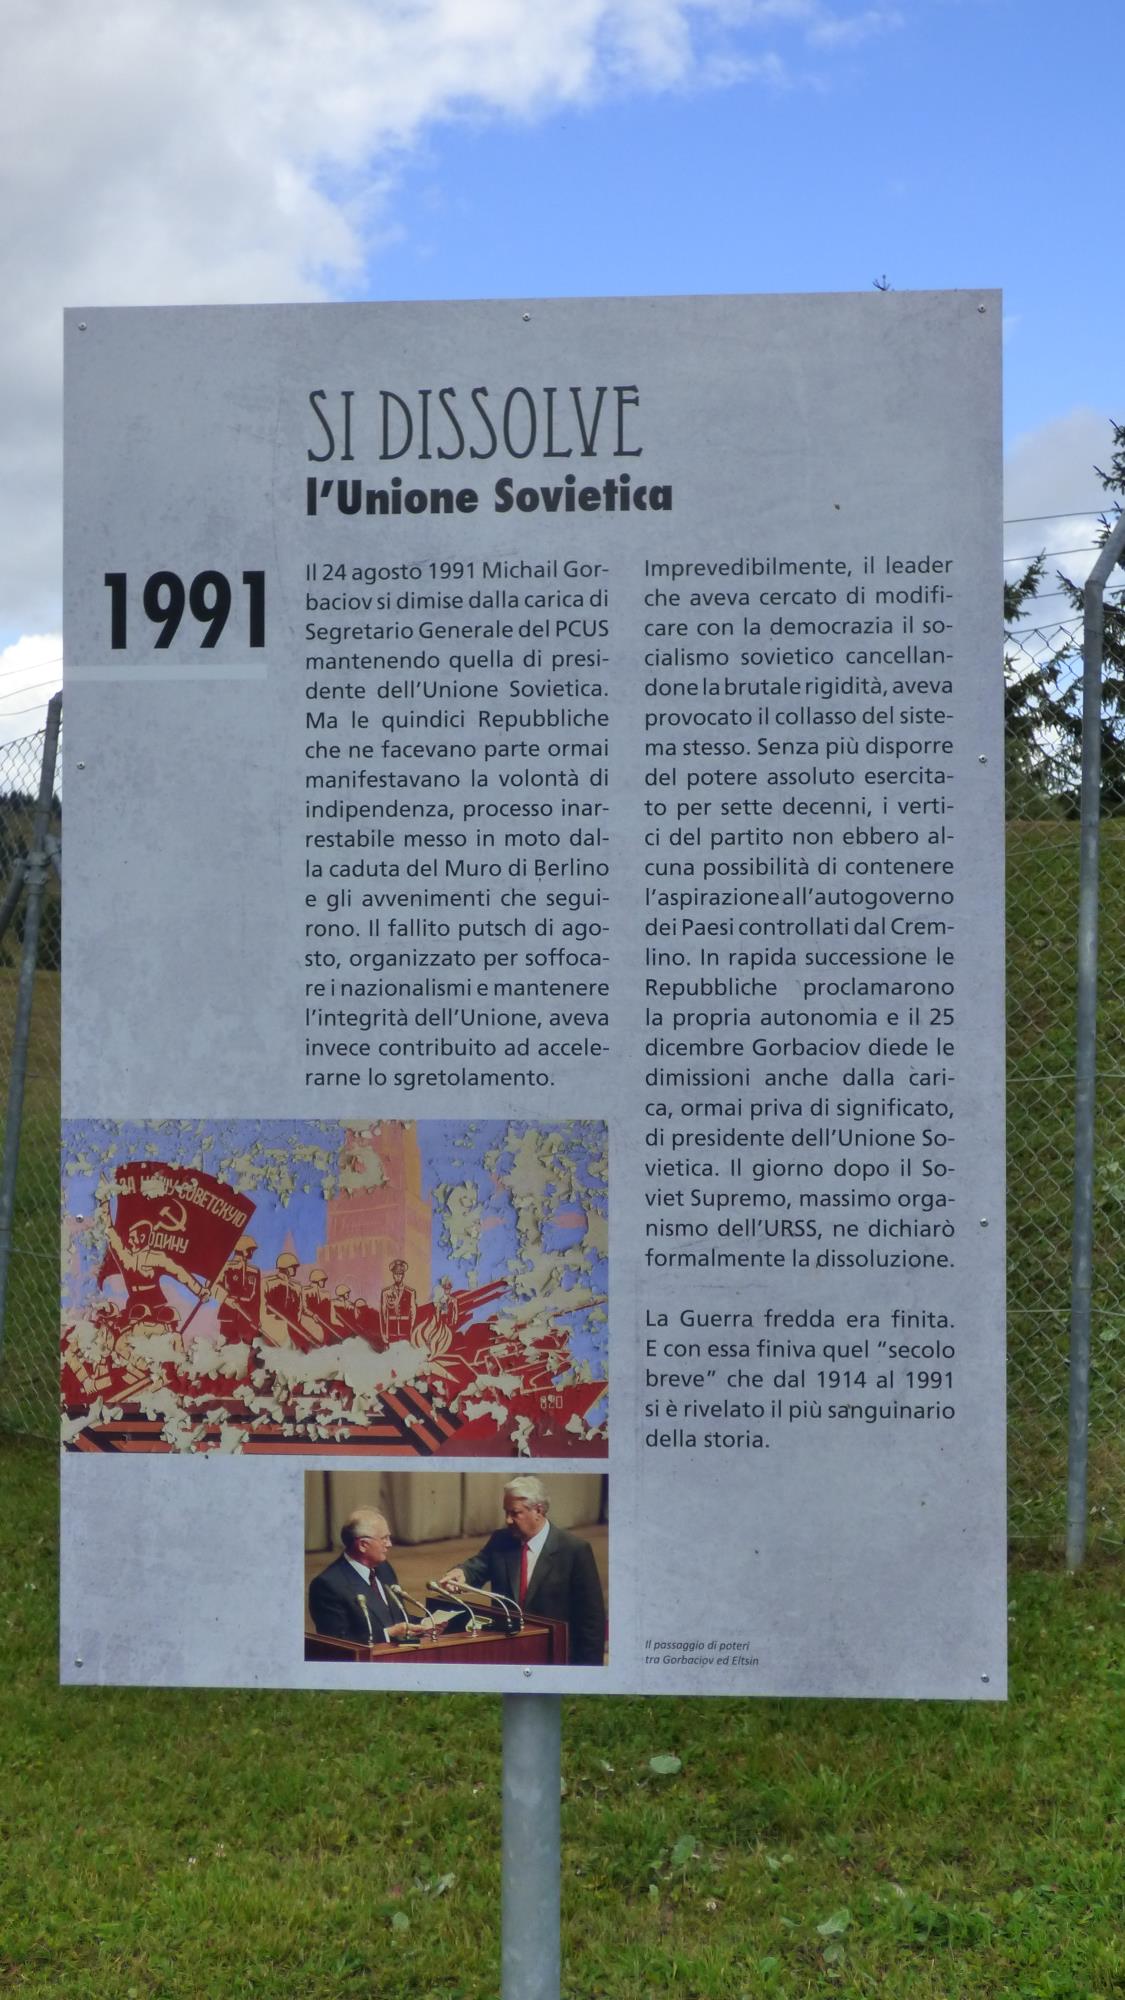 SI DISSOLVE
l'Unione Sovietica
1991
Il 24 agosto 1991 Michail Gor-
baciov si dimise dalla carica di
Segretario Generale del PCUS
mantenendo quella di presi-
dente dell'Unione Sovietica.
Ma le quindici Repubbliche
che ne facevano parte ormai
manifestavano la volontà di
indipendenza, processo inar-
restabile messo in moto dal-
la caduta del Muro di Berlino
e gli avvenimenti che segui-
rono. Il fallito putsch di ago-
sto, organizzato per soffoca-
re i nazionalismi e mantenere
l'integrità dell'Unione, aveva
invece contribuito ad accele-
rarne lo sgretolamento.
Imprevedibilmente, il leader
che aveva cercato di modifi-
care con la democrazia il so-
cialismo sovietico cancellan-
done la brutale rigidità, aveva
provocato il collasso del siste-
ma stesso. Senza più disporre
del potere assoluto esercita-
to per sette decenni, i verti-
ci del partito non ebbero al-
cuna possibilità di contenere
l'aspirazione all'autogoverno
dei Paesi controllati dal Crem-
lino. In rapida successione le
Repubbliche proclamarono
la propria autonomia e il 25
dicembre Gorbaciov diede le
dimissioni anche dalla cari-
ca, ormai priva di significato,
di presidente dell'Unione So-
vietica. Il giorno dopo il So-
viet Supremo, massimo orga-
nismo dell'URSS, ne dichiarò
formalmente la dissoluzione.
La Guerra fredda era finita.
E con essa finiva quel "secolo
breve" che dal 1914 al 1991
si è rivelato il più sanguinario
della storia.
ЗА НАШУ СОВЕТСКУЮ
РОДИНУ
Il passaggio di poteri
tra Gorbaciov ed Eltsin